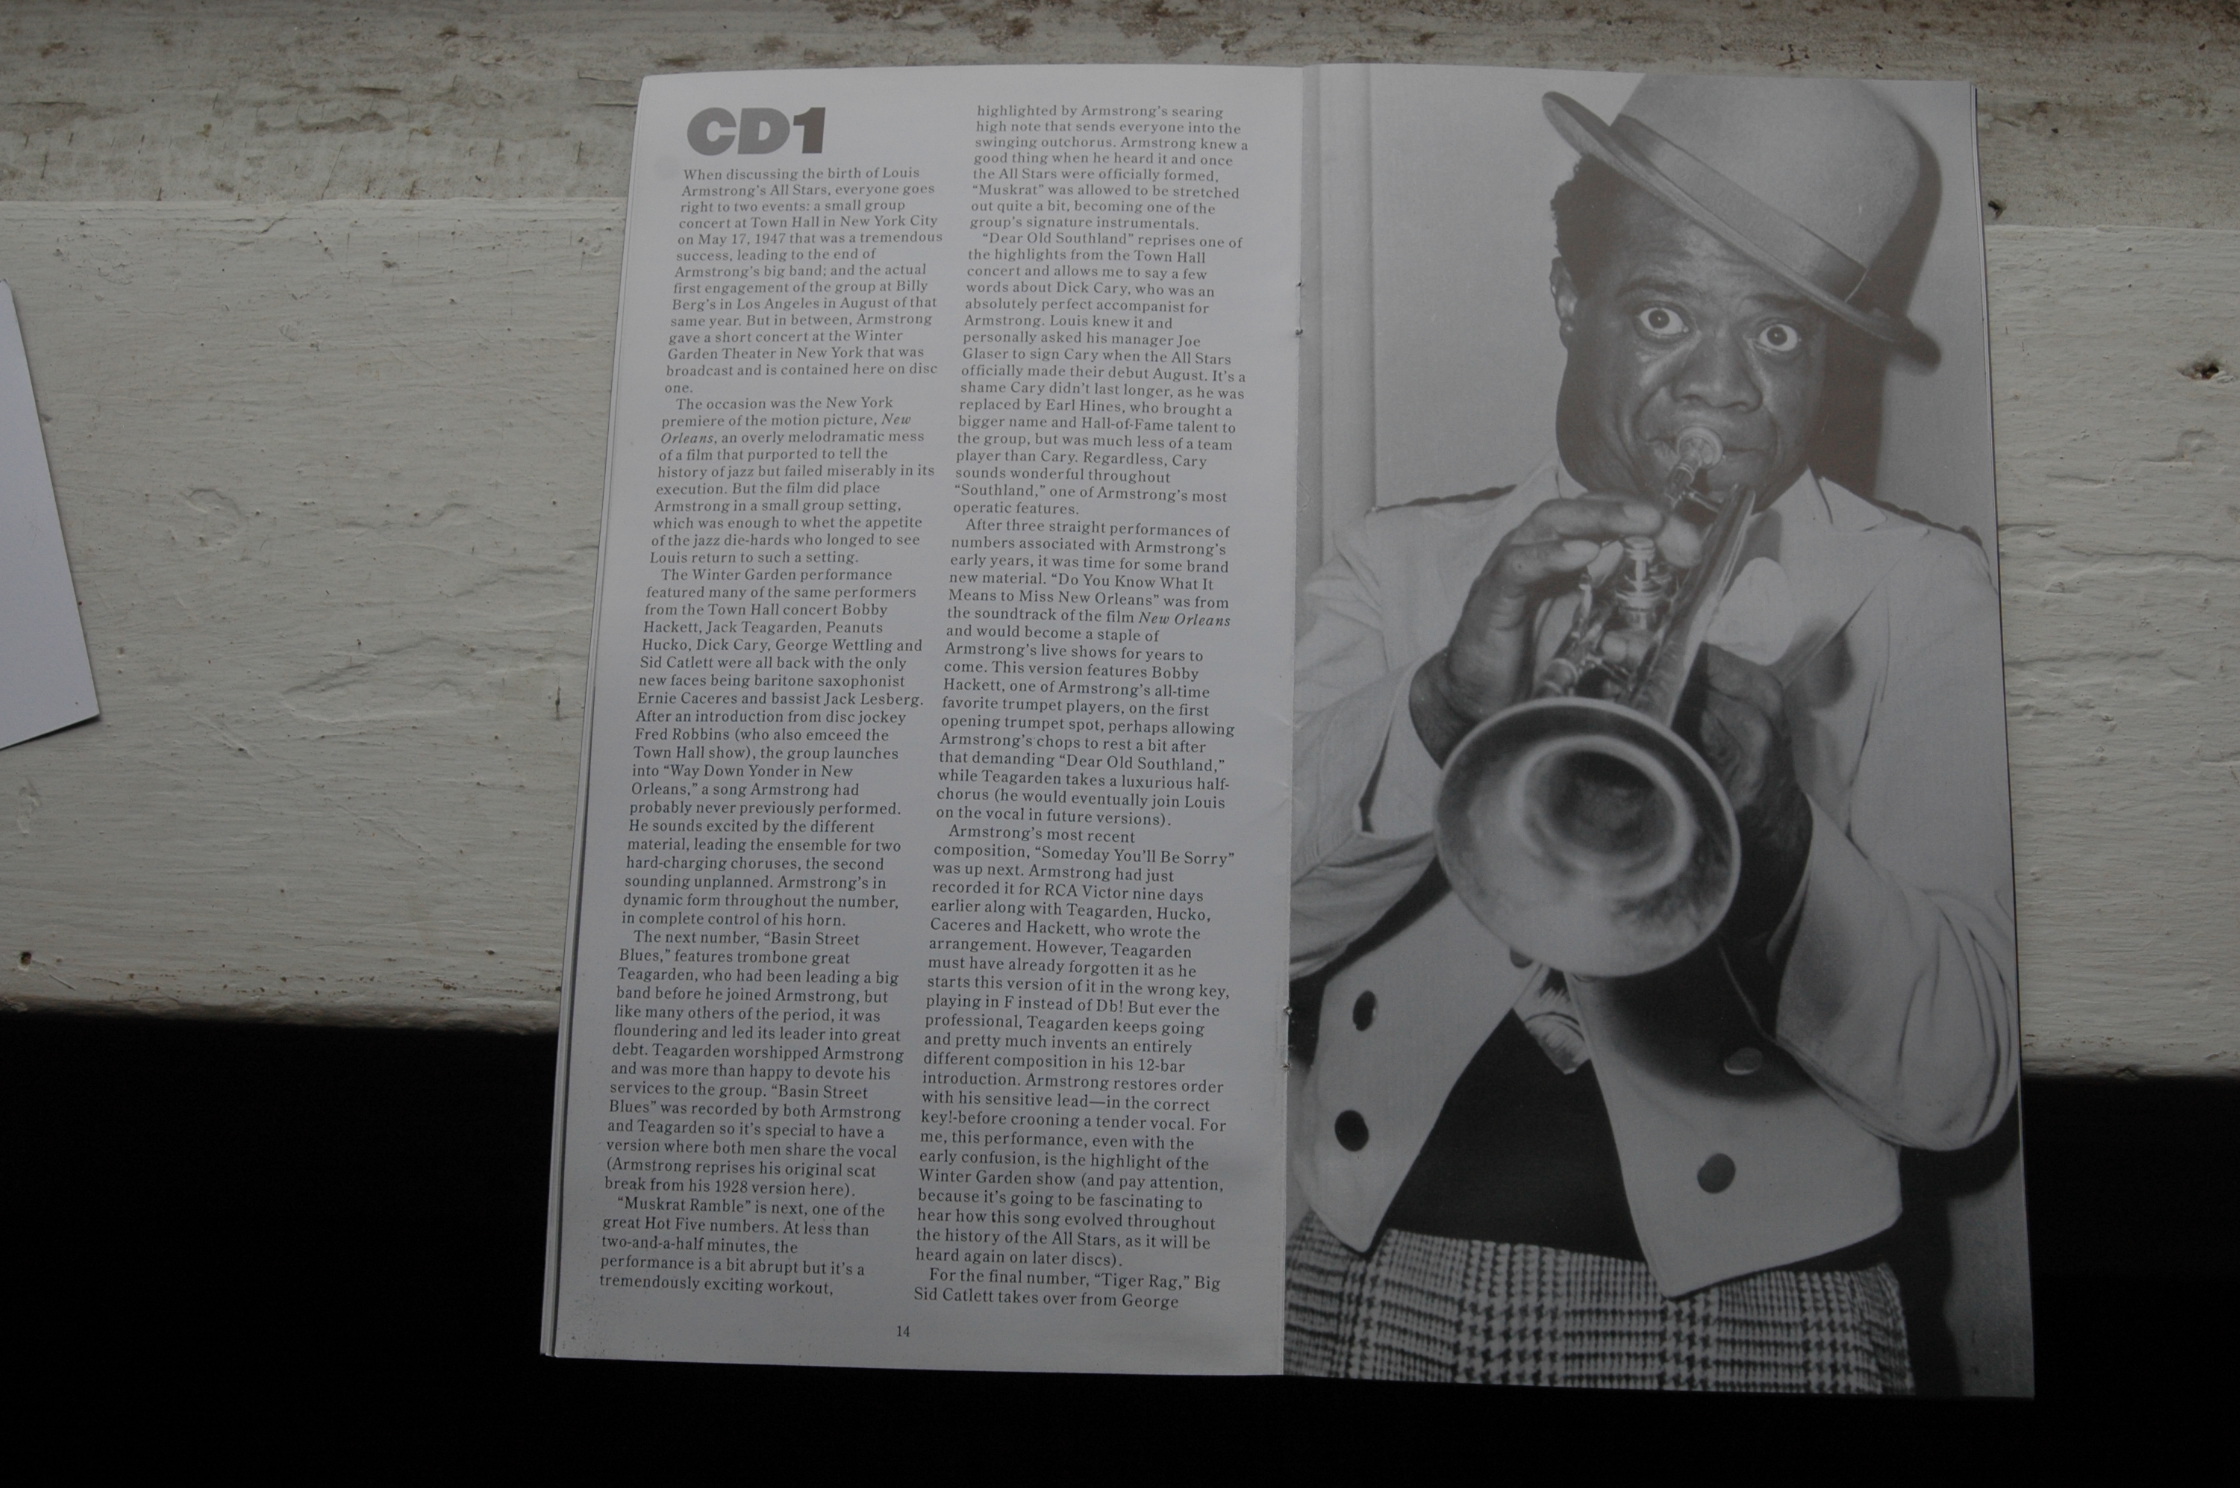 CD1
When discussing the birth of Louis
Armstrong's All Stars, everyone goes
right to two events: a small group
concert at Town Hall in New York City
on May 17, 1947 that was a tremendous
success, leading to the end of
Armstrong's big band; and the actual
first engagement of the group at Billy
Berg's in Los Angeles in August of that
same year. But in between, Armstrong
gave a short concert at the Winter
Garden Theater in New York that was
broadcast and is contained here on disc
one.
The occasion was the New York
premiere of the motion picture, New
Orleans, an overly melodramatic mess
of a film that purported to tell the
history of jazz but failed miserably in its
execution. But the film did place
Armstrong in a small group setting,
which was enough to whet the appetite
of the jazz die-hards who longed to see
Louis return to such a setting.
The Winter Garden performance
featured many of the same performers
from the Town Hall concert Bobby
Hackett, Jack Teagarden, Peanuts
Hucko, Dick Cary, George Wettling and
Sid Catlett were all back with the only
new faces being baritone saxophonist
Ernie Caceres and bassist Jack Lesberg.
After an introduction from disc jockey
Fred Robbins (who also emceed the
Town Hall show), the group launches
into “Way Down Yonder in New
Orleans,” a song Armstrong had
probably never previously performed.
He sounds excited by the different
material, leading the ensemble for two
hard-charging choruses, the second
sounding unplanned. Armstrong's in
dynamic form throughout the number,
in complete control of his horn.
The next number, “Basin Street
Blues,” features trombone great
Teagarden, who had been leading a big
band before he joined Armstrong, but
like many others of the period, it was
floundering and led its leader into great
debt. Teagarden worshipped Armstrong
and was more than happy to devote his
services to the group. “Basin Street
Blues” was recorded by both Armstrong
and Teagarden so it's special to have a
version where both men share the vocal
(Armstrong reprises his original scat
break from his 1928 version here).
“Muskrat Ramble” is next, one of the
great Hot Five numbers. At less than
two-and-a-half minutes, the
performance is a bit abrupt but it's a
tremendously exciting workout,
highlighted by Armstrong's searing
high note that sends everyone into the
swinging outchorus. Armstrong knew a
good thing when he heard it and once
the All Stars were officially formed,
“Muskrat” was allowed to be stretched
out quite a bit, becoming one of the
group's signature instrumentals.
“Dear Old Southland” reprises one of
the highlights from the Town Hall
concert and allows me to say a few
words about Dick Cary, who was an
absolutely perfect accompanist for
Armstrong. Louis knew it and
personally asked his manager Joe
Glaser to sign Cary when the All Stars
officially made their debut August. It's a
shame Cary didn't last longer, as he was
replaced by Earl Hines, who brought a
bigger name and Hall-of-Fame talent to
the group, but was much less of a team
player than Cary. Regardless, Cary
sounds wonderful throughout
“Southland,” one of Armstrong's most
operatic features.
After three straight performances of
numbers associated with Armstrong's
early years, it was time for some brand
new material. “Do You Know What It
Means to Miss New Orleans” was from
the soundtrack of the film New Orleans
and would become a staple of
Armstrong's live shows for years to
come. This version features Bobby
Hackett, one of Armstrong's all-time
favorite trumpet players, on the first
opening trumpet spot, perhaps allowing
Armstrong's chops to rest a bit after
that demanding “Dear Old Southland,”
while Teagarden takes a luxurious half-
chorus (he would eventually join Louis
on the vocal in future versions).
Armstrong's most recent
composition, “Someday You'll Be Sorry”
was up next. Armstrong had just
recorded it for RCA Victor nine days
earlier along with Teagarden, Hucko,
Caceres and Hackett, who wrote the
arrangement. However, Teagarden
must have already forgotten it as he
starts this version of it in the wrong key,
playing in F instead of Db! But ever the
professional, Teagarden keeps going
and pretty much invents an entirely
different composition in his 12-bar
introduction. Armstrong restores order
with his sensitive lead—in the correct
key!-before crooning a tender vocal. For
me, this performance, even with the
early confusion, is the highlight of the
Winter Garden show (and pay attention,
because it's going to be fascinating to
hear how this song evolved throughout
the history of the All Stars, as it will be
heard again on later discs).
For the final number, “Tiger Rag,” Big
Sid Catlett takes over from George
14